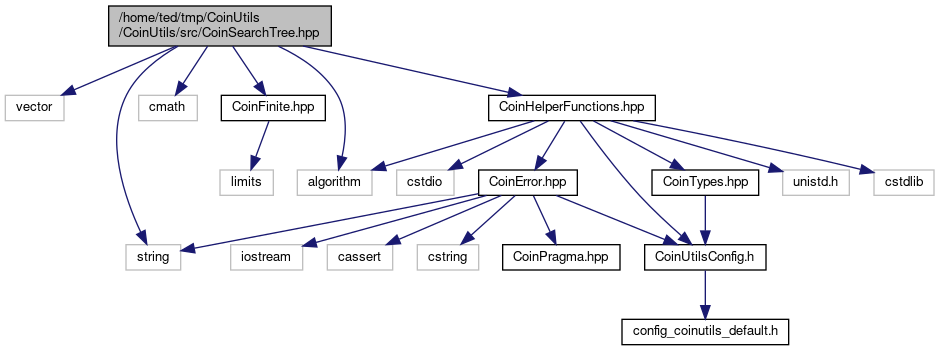 /home/ted/tmp/CoinUtils
/CoinUtils/src/CoinSearchTree.hpp
vector
cmath
CoinFinite.hpp
CoinHelperFunctions.hpp
limits
algorithm
cstdio
CoinError.hpp
CoinTypes.hpp
unistd.h
cstdlib
string
iostream
cassert
cstring
CoinPragma.hpp
CoinUtilsConfig.h
config_coinutils_default.h